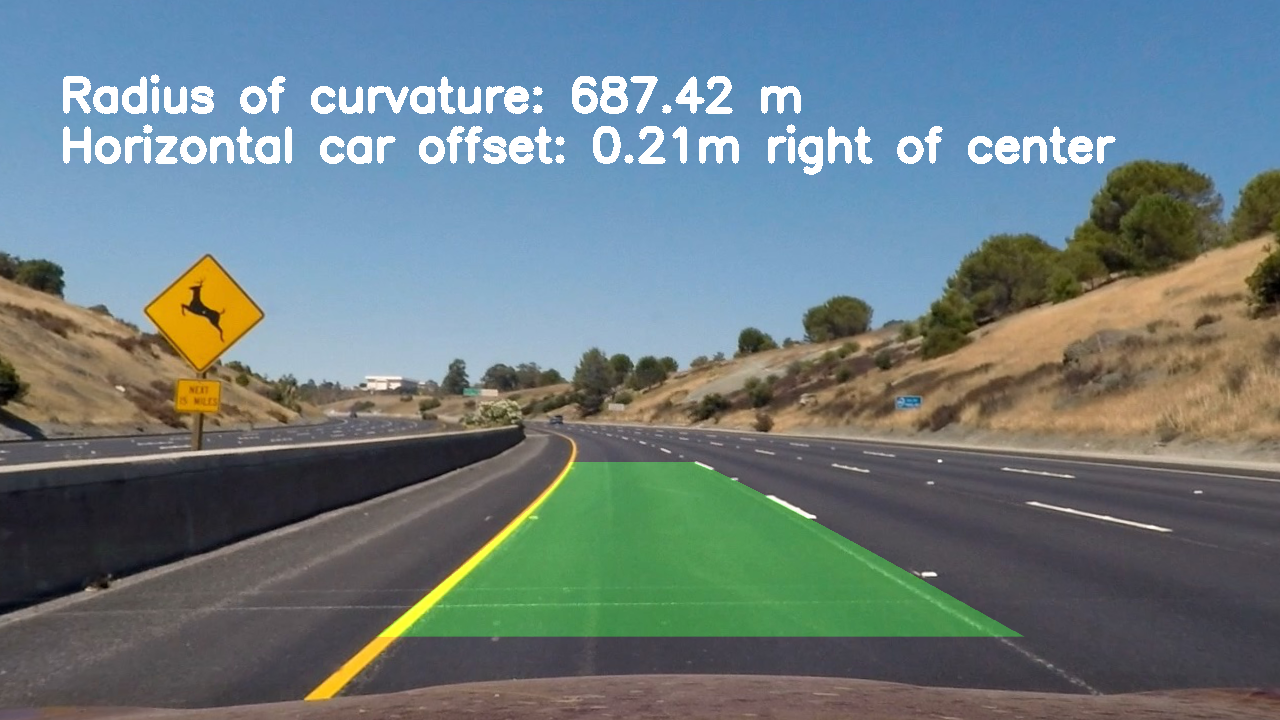 Radius of curvature: 687.42 m
Horizontal car offset: 0.21m right of center
NEXT
15 MILES